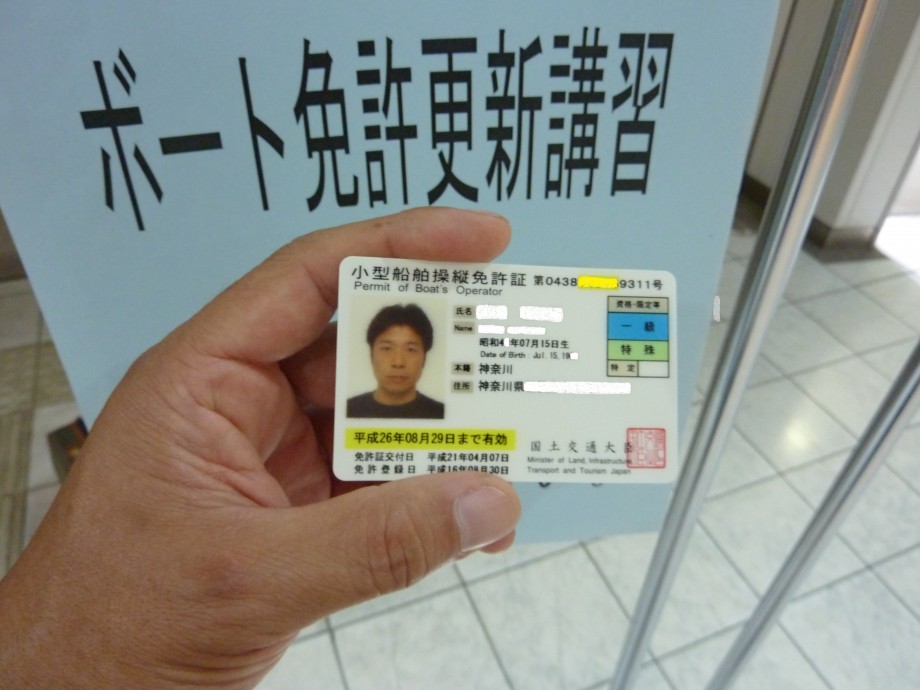 ボート免許更新講習
小型船舶操縦免許証 第0438 9311号
Permit of Boat's Operator
資格・限定等
氏名
Name
一級
昭和4 年07月15日生
特殊
Date of Birth : Jul. 15, 19
特定
本籍 神奈川
住所 神奈川県
平成26年08月29日まで有効
国土交通大臣
免許証交付日 平成21年04月07日
Minister of Land, Infrastructure
免許登録日 平成16年08月30日
Transport and Tourism Japan